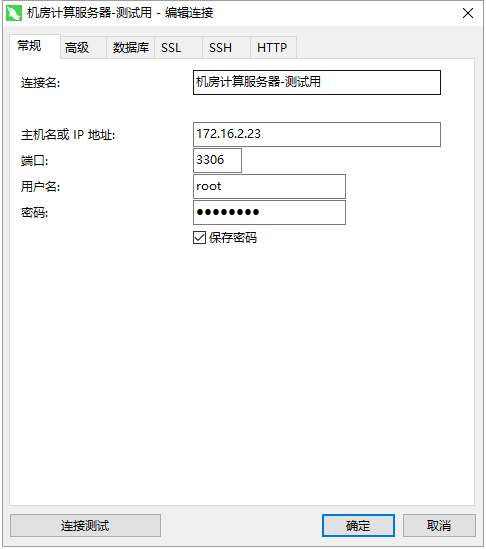 机房计算服务器-测试用 - 编辑连接
常规 高级 数据库 SSL SSH HTTP
连接名: 机房计算服务器-测试用
主机名或 IP 地址: 172.16.2.23
端口: 3306
用户名: root
密码: ●●●●●●●●
保存密码
连接测试 确定 取消